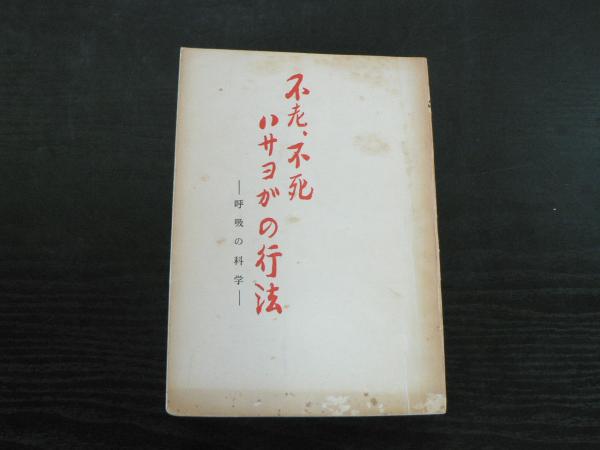 不老、不死
ハサヨガの行法
―呼吸の科学―